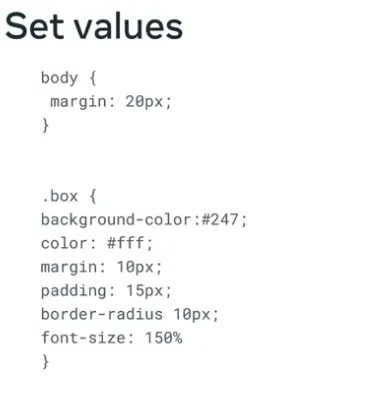 Set values
body {
margin: 20px;
}
.box {
background-color:#247;
color: #fff;
margin: 10px;
padding: 15px;
border-radius 10px;
font-size: 150%
}